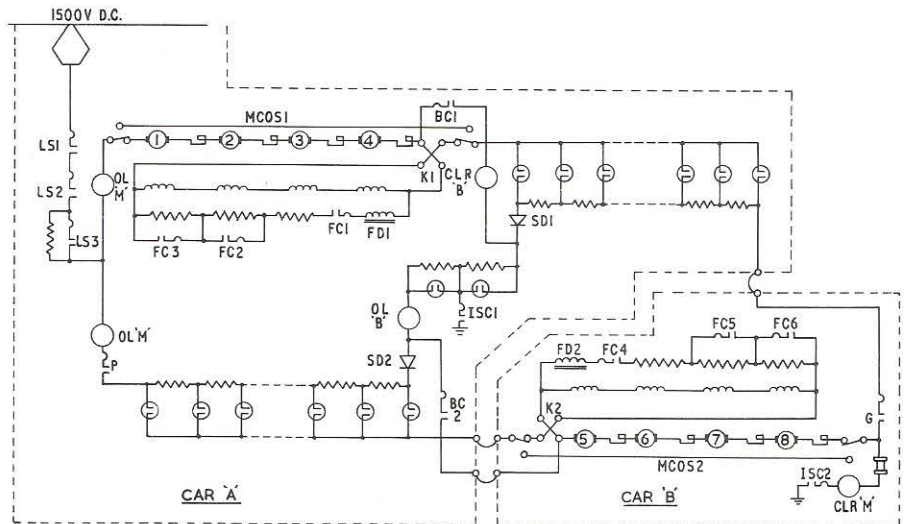 1500V D.C.
MCOS1
BC1
LS1
1
2
3
4
OL 'M'
K1
CLR 'B'
LS2
LS3
FC1
FD1
SD1
FC3
FC2
OL 'M'
OL 'B'
ISC1
P
SD2
FC5
FC6
FD2
FC4
BC 2
K2
G
5
6
7
8
MCOS2
ISC2
CLR 'M'
CAR 'A'
CAR 'B'